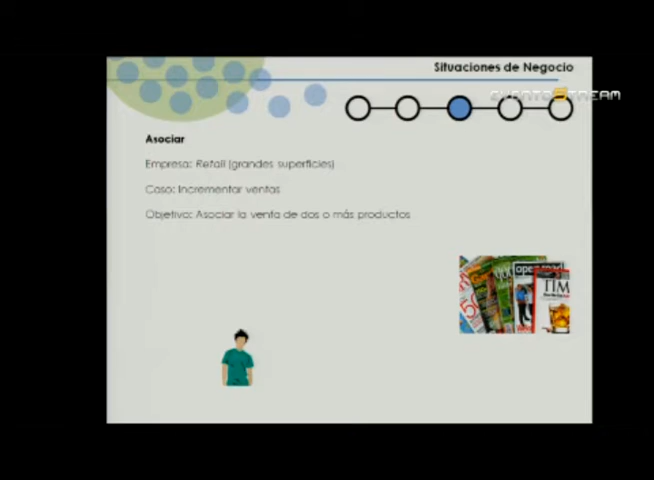 Situaciones de Negocio
Asociar
Empresa: Retail (grandes superficies)
Caso: Incrementar ventas
Objetivo: Asociar la venta de dos o más productos
TIM